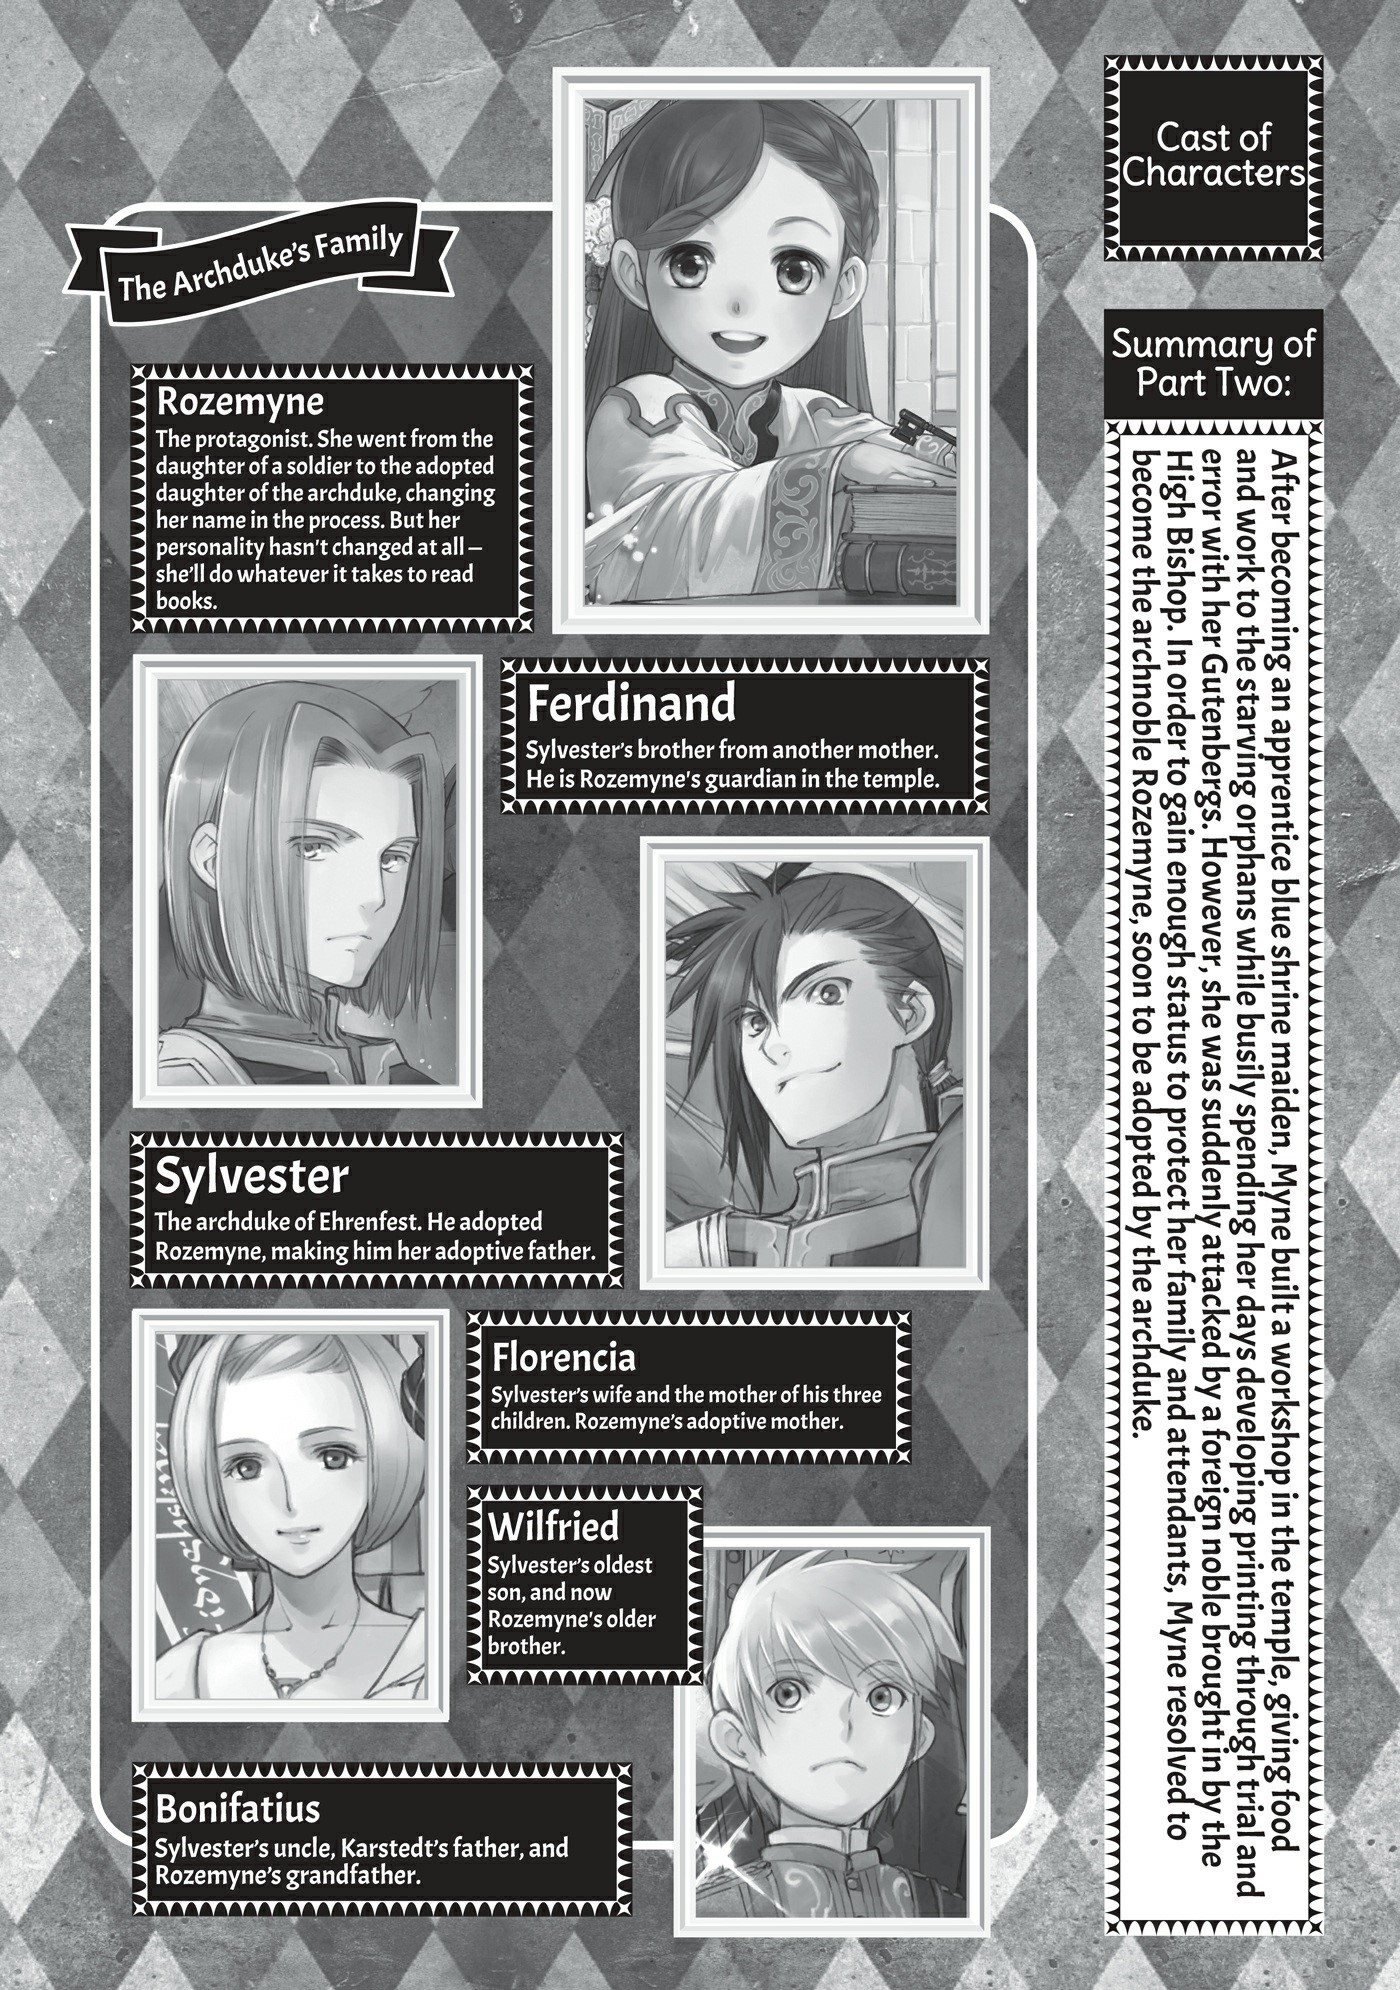 Cast of
Characters
Summary of
Part Two:
After becoming an apprentice blue shrine maiden, Myne built a workshop in the temple, giving food
and work to the starving orphans while busily spending her days developing printing through trial and
error with her Gutenbergs. However, she was suddenly attacked by a foreign noble brought in by the
High Bishop. In order to gain enough status to protect her family and attendants, Myne resolved to
become the archnoble Rozemyne, soon to be adopted by the archduke.
The Archduke's Family
Rozemyne
The protagonist. She went from the
daughter of a soldier to the adopted
daughter of the archduke, changing
her name in the process. But her
personality hasn't changed at all —
she'll do whatever it takes to read
books.
Ferdinand
Sylvester's brother from another mother.
He is Rozemyne's guardian in the temple.
Sylvester
The archduke of Ehrenfest. He adopted
Rozemyne, making him her adoptive father.
Florencia
Sylvester's wife and the mother of his three
children. Rozemyne's adoptive mother.
Wilfried
Sylvester's oldest
son, and now
Rozemyne's older
brother.
Bonifatius
Sylvester's uncle, Karstedt's father, and
Rozemyne's grandfather.